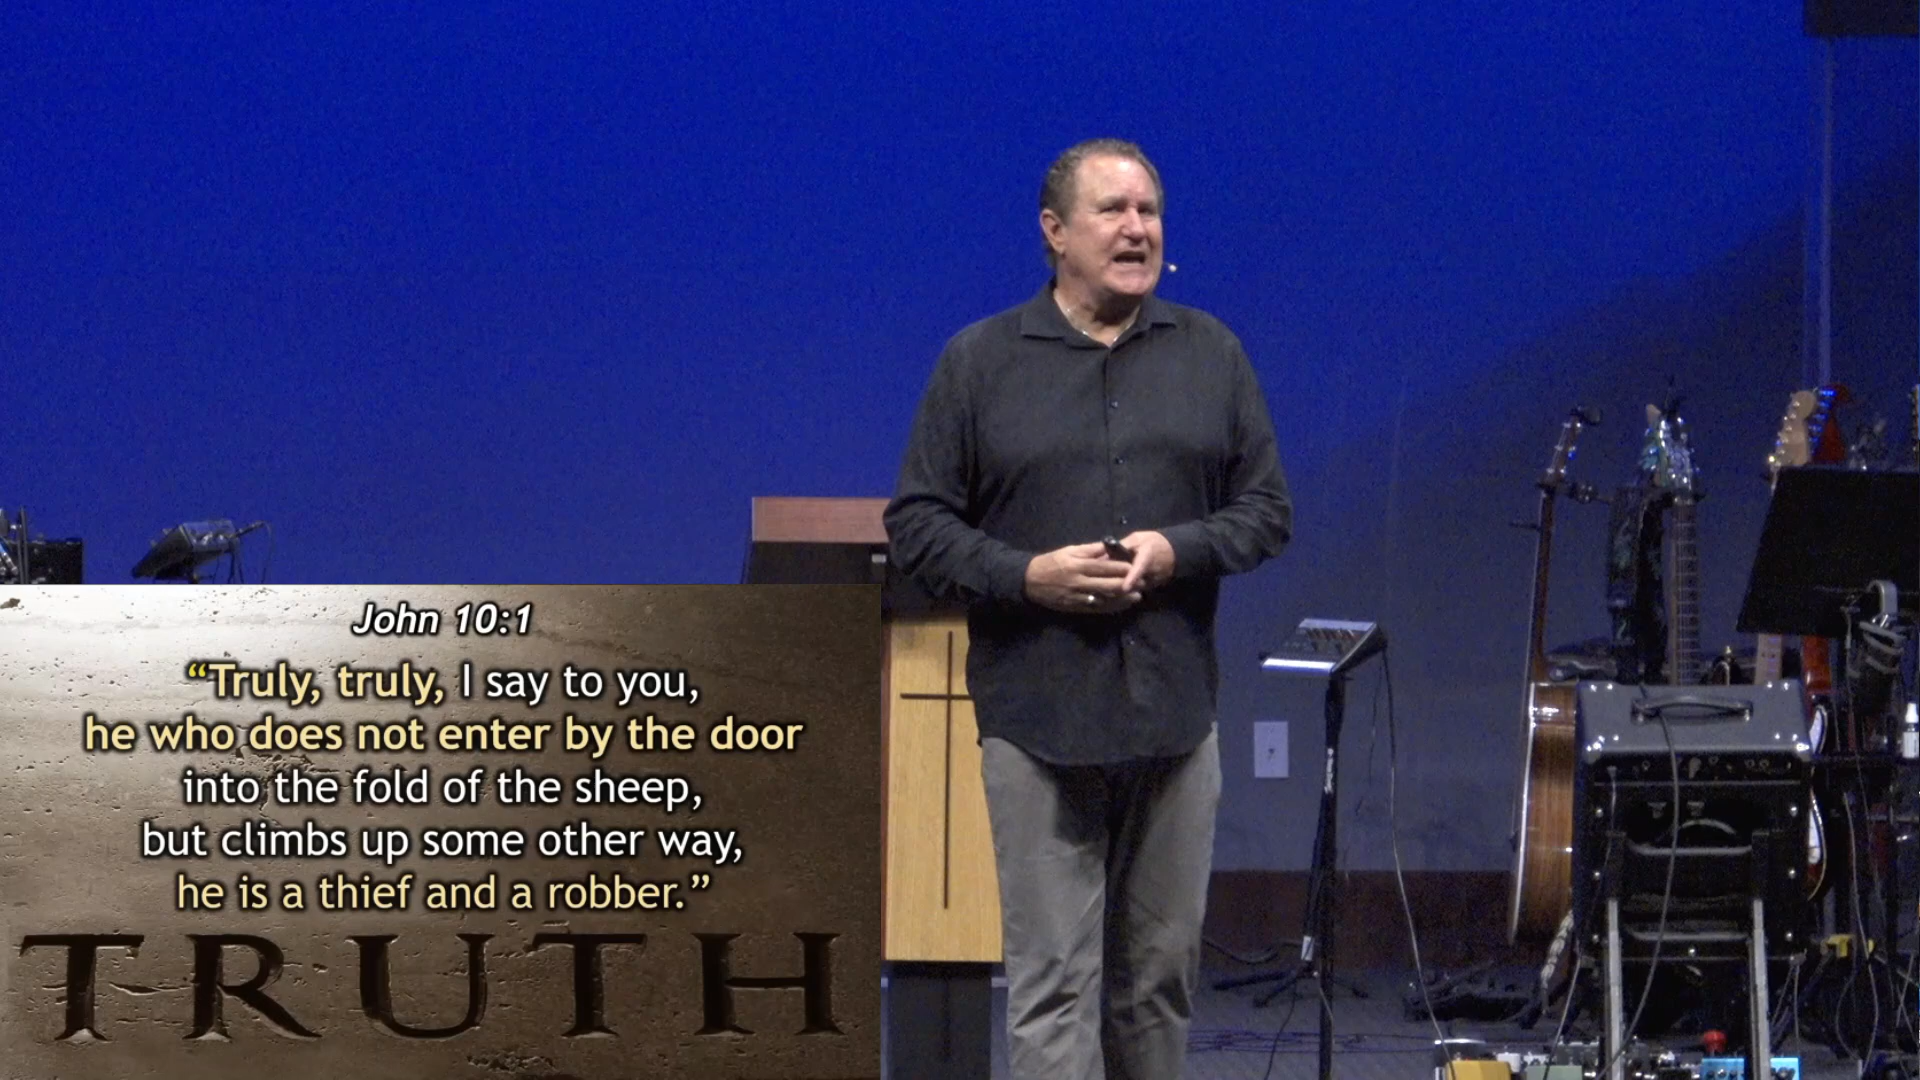 John 10:1
“Truly, truly, I say to you,
he who does not enter by the door
into the fold of the sheep,
but climbs up some other way,
he is a thief and a robber.”
TRUTH